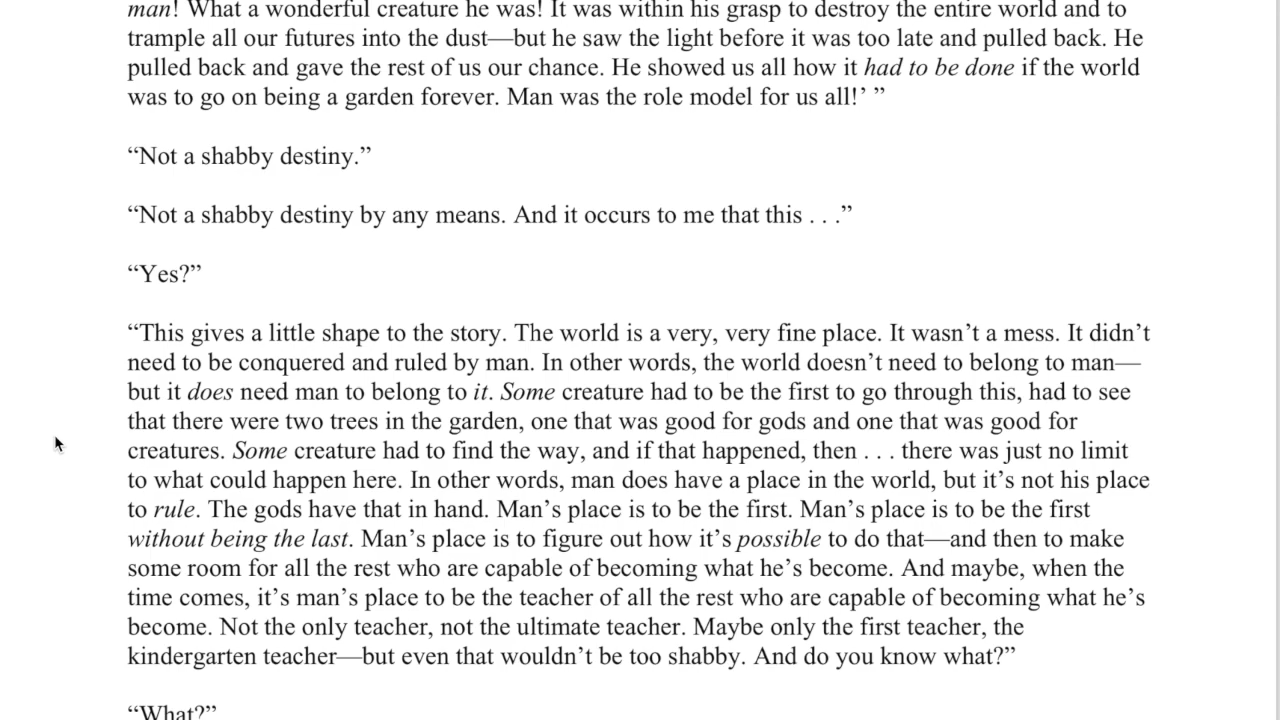 man! What a wonderful creature he was! It was within his grasp to destroy the entire world and to
trample all our futures into the dust—but he saw the light before it was too late and pulled back. He
pulled back and gave the rest of us our chance. He showed us all how it had to be done if the world
was to go on being a garden forever. Man was the role model for us all!’ ”
“Not a shabby destiny.”
“Not a shabby destiny by any means. And it occurs to me that this . . .”
“Yes?”
“This gives a little shape to the story. The world is a very, very fine place. It wasn’t a mess. It didn’t
need to be conquered and ruled by man. In other words, the world doesn’t need to belong to man—
but it does need man to belong to it. Some creature had to be the first to go through this, had to see
that there were two trees in the garden, one that was good for gods and one that was good for
creatures. Some creature had to find the way, and if that happened, then . . . there was just no limit
to what could happen here. In other words, man does have a place in the world, but it’s not his place
to rule. The gods have that in hand. Man’s place is to be the first. Man’s place is to be the first
without being the last. Man’s place is to figure out how it’s possible to do that—and then to make
some room for all the rest who are capable of becoming what he’s become. And maybe, when the
time comes, it’s man’s place to be the teacher of all the rest who are capable of becoming what he’s
become. Not the only teacher, not the ultimate teacher. Maybe only the first teacher, the
kindergarten teacher—but even that wouldn’t be too shabby. And do you know what?”
“What?”